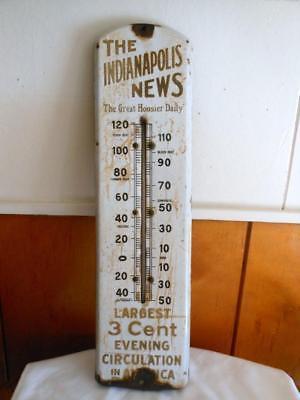 THE
INDIANAPOLIS
NEWS
"The Great Hoosier Daily"
120 110
100 90
80
70
60 50
40 30
20 10
0 10
20 30
40 50
LARGEST
3 Cent
EVENING
CIRCULATION
IN AMERICA